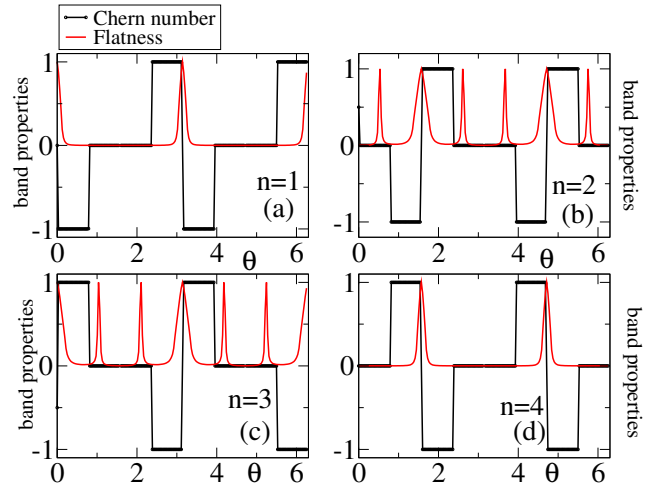 Chern number
Flatness
1
0
-1
band properties
n=1
(a)
0
2
4
6
θ
1
0
-1
band properties
n=2
(b)
0
2
4
6
θ
1
0
-1
band properties
n=3
(c)
0
2
4
6
θ
1
0
-1
band properties
n=4
(d)
0
2
4
6
θ